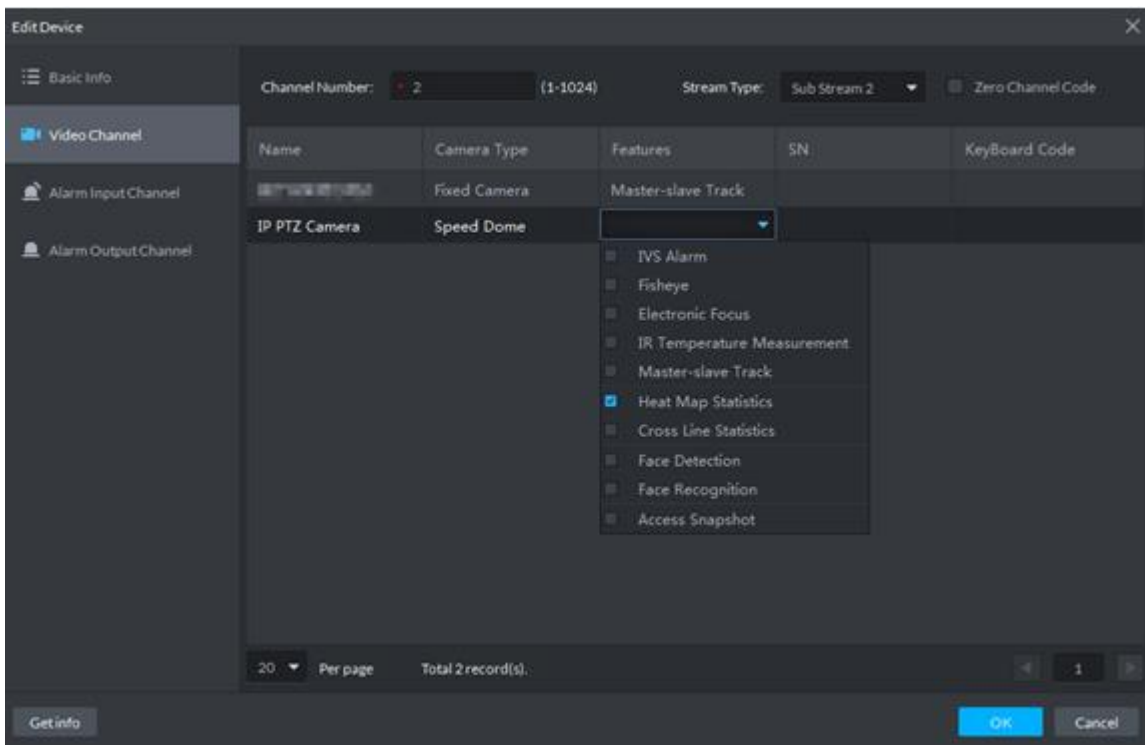 Edit Device
Basic Info
Video Channel
Alarm Input Channel
Alarm Output Channel
Channel Number: * 2 (1-1024) Stream Type: Sub Stream 2 Zero Channel Code
Name Camera Type Features SN KeyBoard Code
Fixed Camera Master-slave Track
IP PTZ Camera Speed Dome
IVS Alarm
Fisheye
Electronic Focus
IR Temperature Measurement
Master-slave Track
Heat Map Statistics
Cross Line Statistics
Face Detection
Face Recognition
Access Snapshot
20 Per page Total 2 record(s). 1
Get info OK Cancel